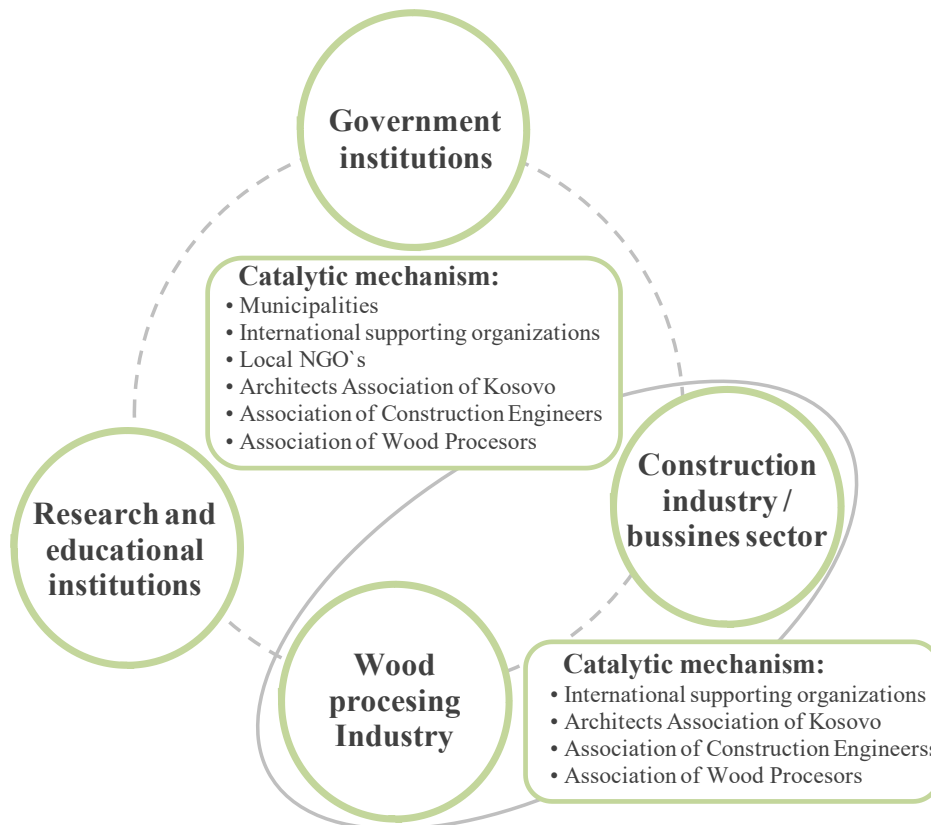 Government
institutions
Catalytic mechanism:
• Municipalities
• International supporting organizations
• Local NGO`s
• Architects Association of Kosovo
• Association of Construction Engineers
• Association of Wood Procesors
Construction
industry /
bussines sector
Research and
educational
institutions
Wood
procesing
Industry
Catalytic mechanism:
• International supporting organizations
• Architects Association of Kosovo
• Association of Construction Engineerss
• Association of Wood Procesors